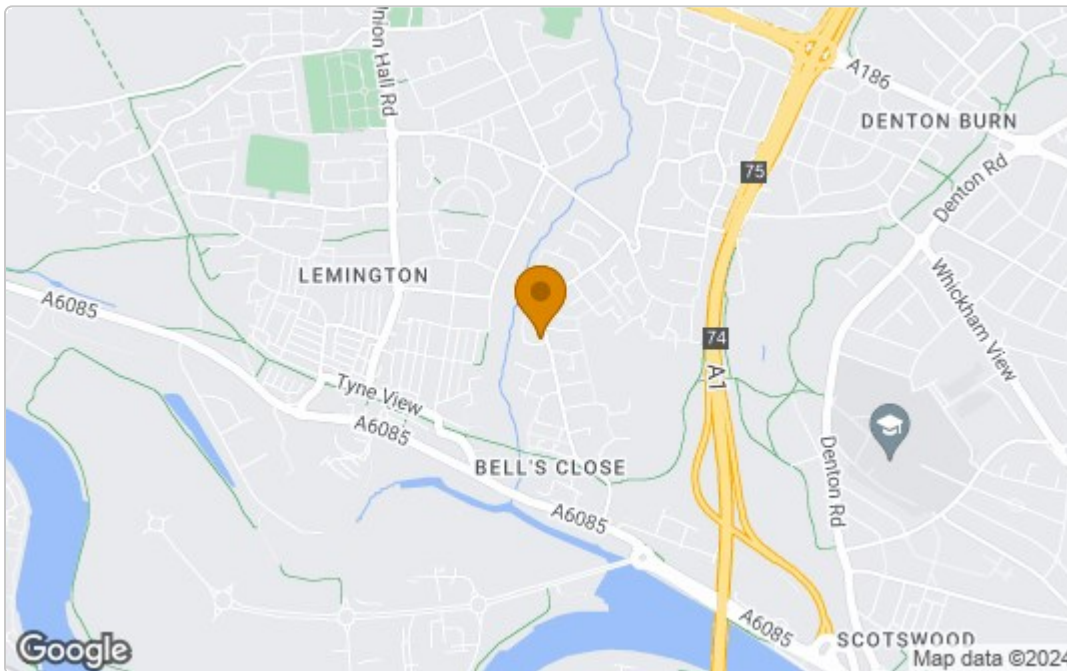 Union Hall Rd
A186
DENTON BURN
75
Denton Rd
LEMINGTON
Whickham View
A6085
74
A1
Tyne View
A6085
BELL'S CLOSE
Denton Rd
A6085
A6085
SCOTSWOOD
Google
Map data ©2024